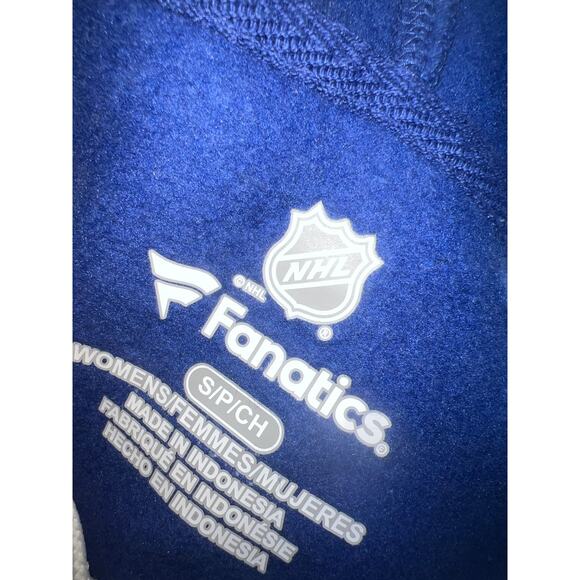 NHL
®
© NHL
Fanatics®
S/P/CH
WOMENS/FEMMES/MUJERES
MADE IN INDONESIA
FABRIQUÉ EN INDONÉSIE
HECHO EN INDONESIA